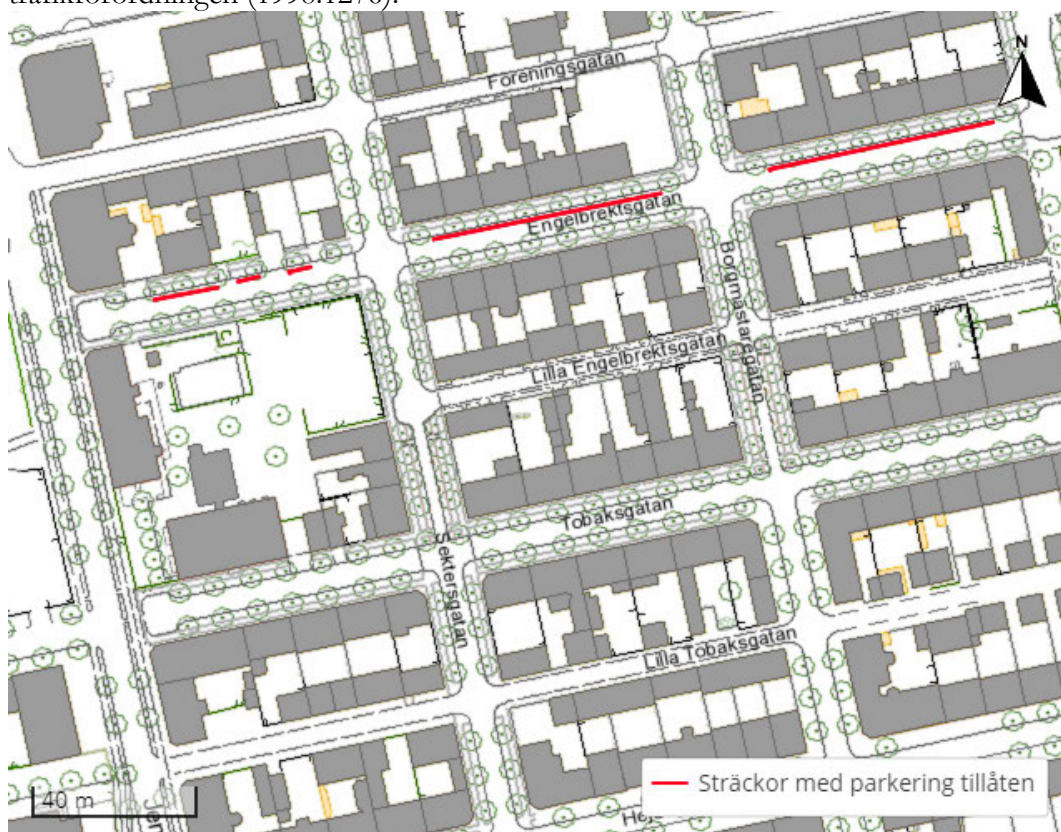 trafikförordningen (1998:1276).
N
Föreningsgatan
Engelbrektsgatan
Borgmästaregatan
Lilla Engelbrektsgatan
Tobaksgatan
Sektersgatan
Lilla Tobaksgatan
Sträckor med parkering tillåten
40 m